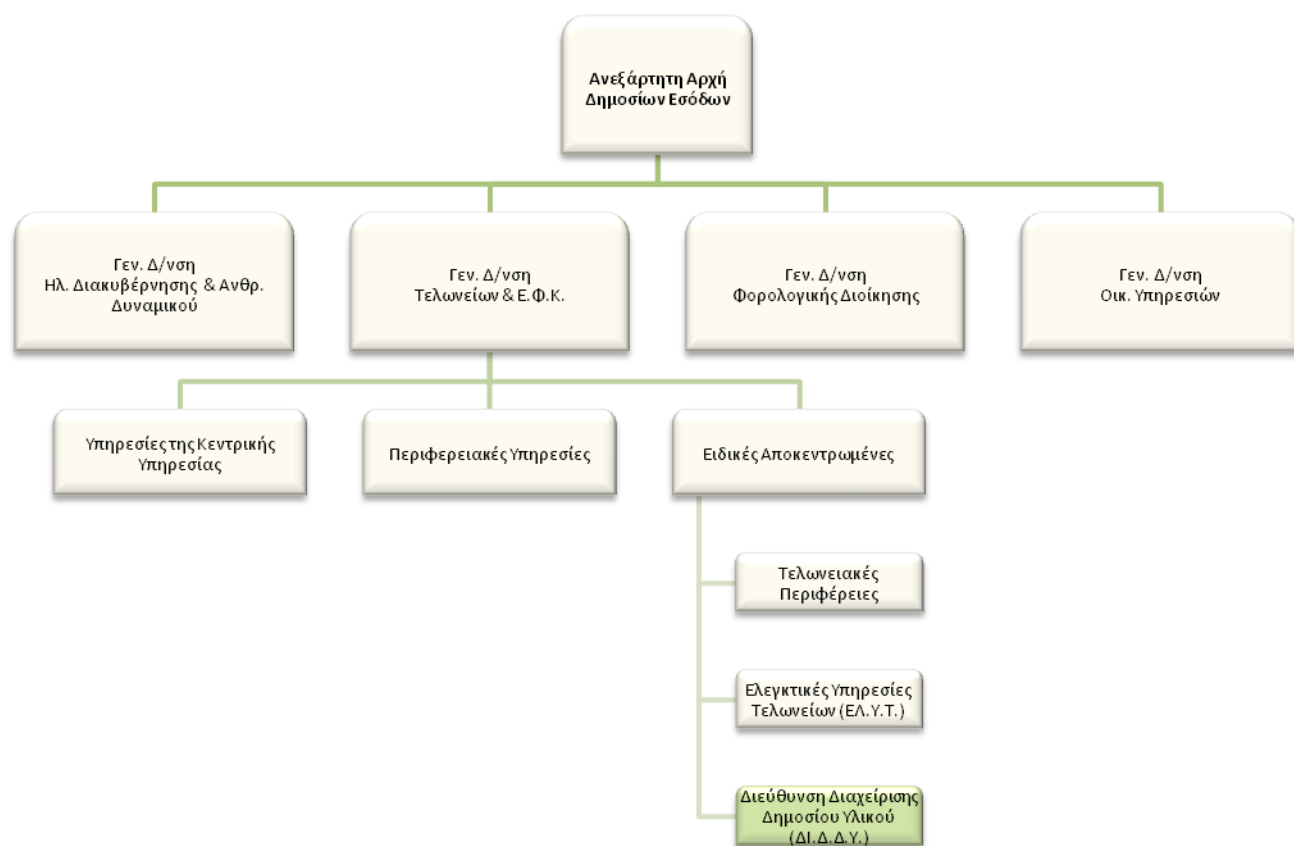 Ανεξάρτητη Αρχή
Δημοσίων Εσόδων
Γεν. Δ/νση
Ηλ. Διακυβέρνησης & Ανθρ.
Δυναμικού
Γεν. Δ/νση
Τελωνείων & Ε.Φ.Κ.
Γεν. Δ/νση
Φορολογικής Διοίκησης
Γεν. Δ/νση
Οικ. Υπηρεσιών
Υπηρεσίες της Κεντρικής
Υπηρεσίας
Περιφερειακές Υπηρεσίες
Ειδικές Αποκεντρωμένες
Τελωνειακές
Περιφέρειες
Ελεγκτικές Υπηρεσίες
Τελωνείων (ΕΛ.Υ.Τ.)
Διεύθυνση Διαχείρισης
Δημοσίου Υλικού
(ΔΙ.Δ.Δ.Υ.)